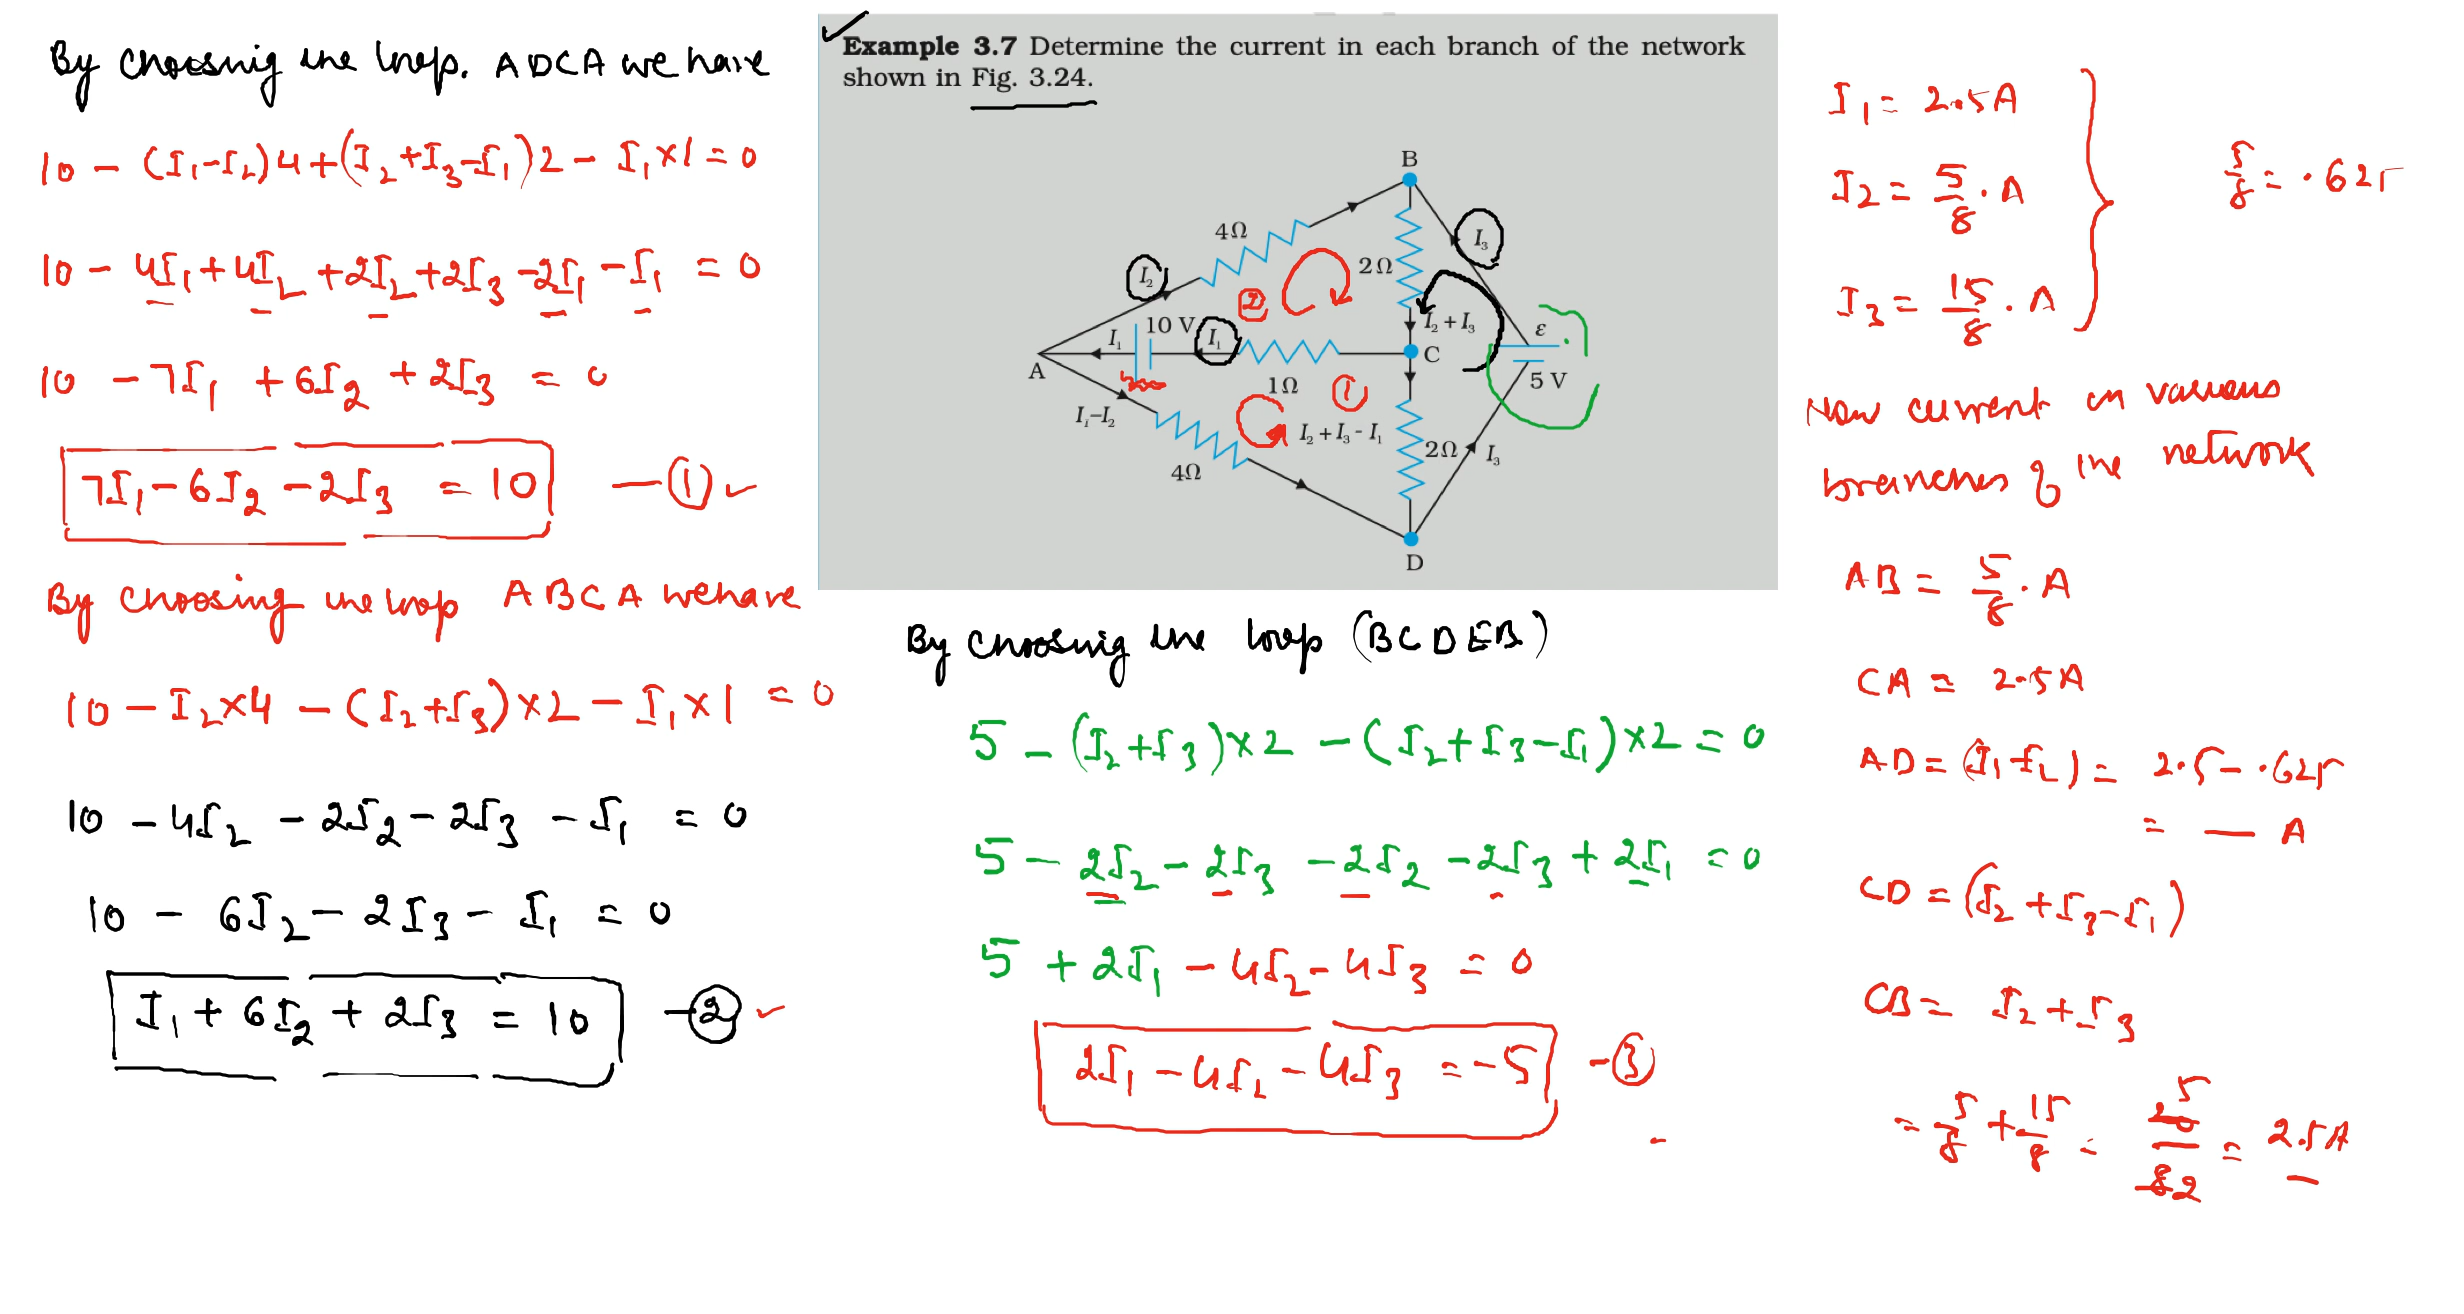 By choosing the loop. ADCA we have
10 - (I₁-I₂)4+(I₂+I₃-I₁)2 - I₁×1 = 0
10 - 4I₁+4I₂ +2I₂+2I₃ -2I₁ -I₁ = 0
10 - 7I₁ + 6I₂ + 2I₃ = 0
7I₁-6I₂ -2I₃ = 10 —①✓
By choosing the loop ABCA we have
10 - I₂×4 - (I₂+I₃)×2 - I₁×1 = 0
10 - 4I₂ - 2I₂ - 2I₃ - I₁ = 0
10 - 6I₂ - 2I₃ - I₁ = 0
I₁ + 6I₂ + 2I₃ = 10 -② ✓
✓
Example 3.7 Determine the current in each branch of the network
shown in Fig. 3.24.
B
4Ω
I₃
I₂
2Ω
②
10 V
I₁
I₁
I₂ + I₃
ε
A
C
1Ω
①
5 V
I₁–I₂
I₂ + I₃ - I₁
2Ω
I₃
4Ω
D
By choosing the loop (BCDEB)
5 - (I₂+I₃)×2 - (I₂+I₃-I₁)×2 = 0
5 - 2I₂ - 2I₃ - 2I₂ - 2I₃ + 2I₁ = 0
5 + 2I₁ - 4I₂ - 4I₃ = 0
2I₁ - 4I₂ - 4I₃ = -5 -③
I₁ = 2.5A
I₂ = 5/8 . A
5/8 = .625
I₃ = 15/8 . A
Now current in various
branches of the network
AB = 5/8 . A
CA = 2.5A
AD = (I₁-I₂) = 2.5 - .625
= — A
CD = (I₂+I₃-I₁)
CB = I₂+I₃
= 5/8 + 15/8 = 20/8 5/2 = 2.5A